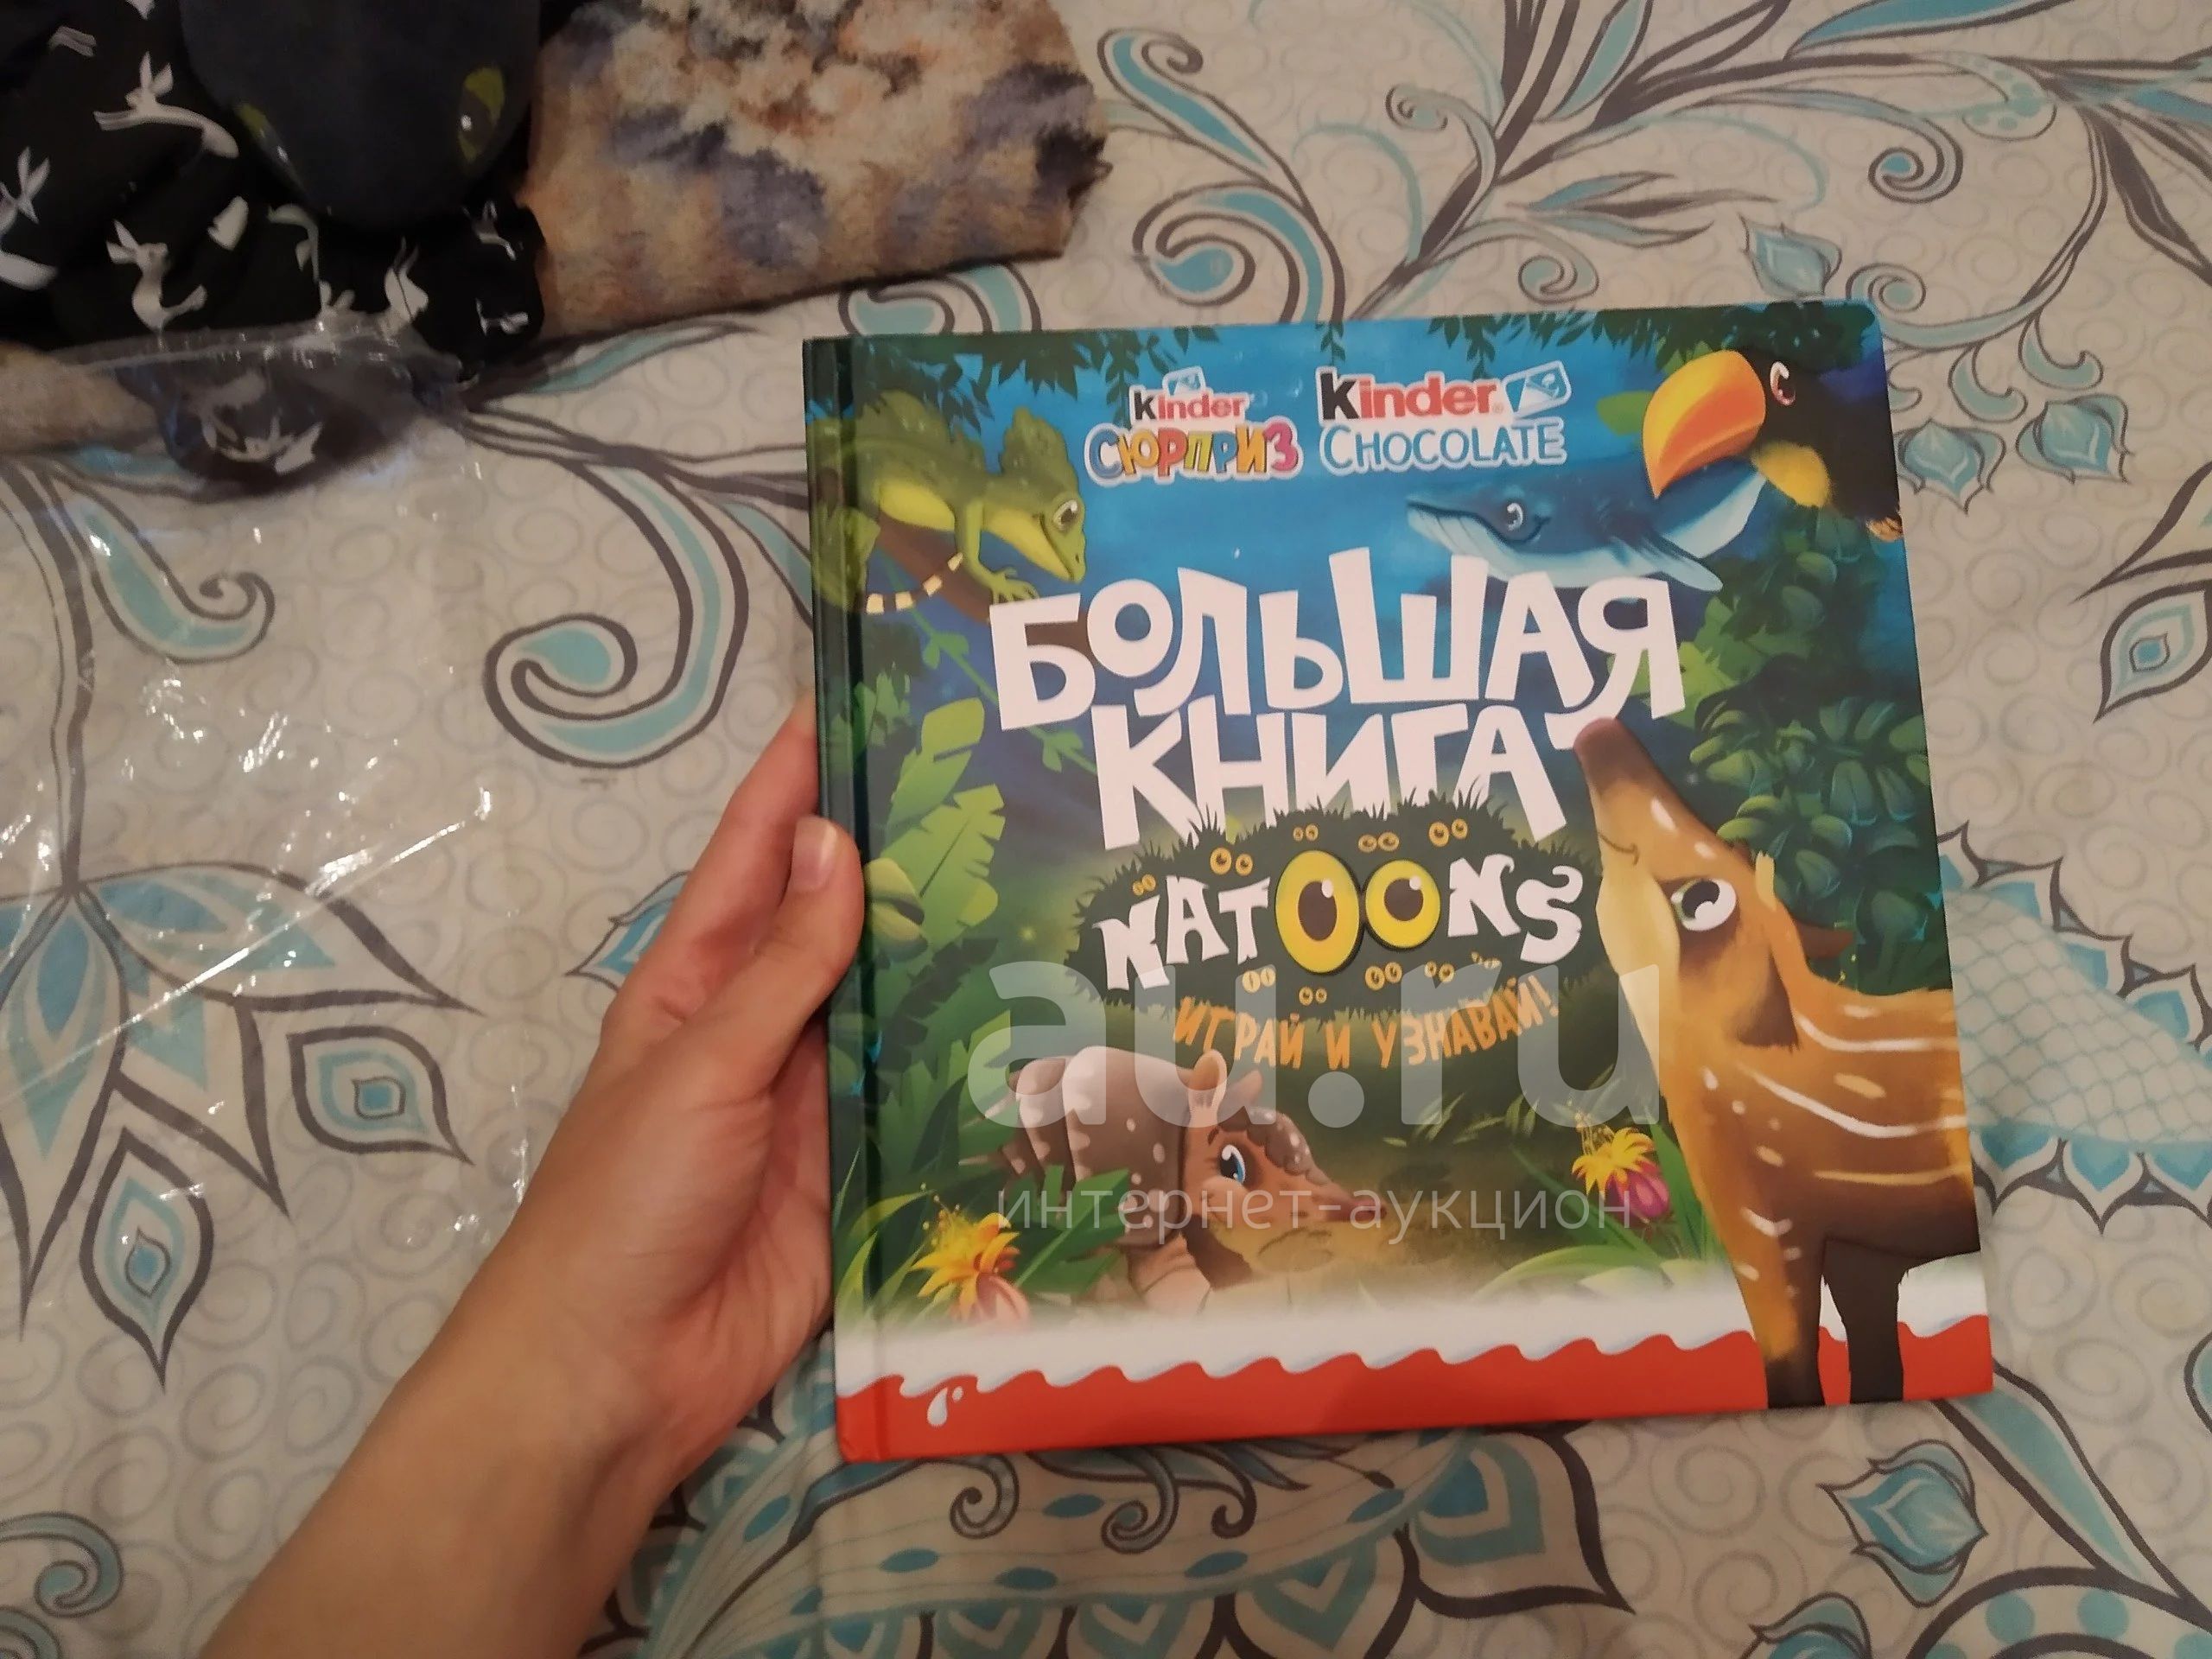 kinder
СЮРПРИЗ
kinder
CHOCOLATE
БОЛЬШАЯ
КНИГА
NATOONS
ИГРАЙ И УЗНАВАЙ!
au.ru
интернет-аукцион